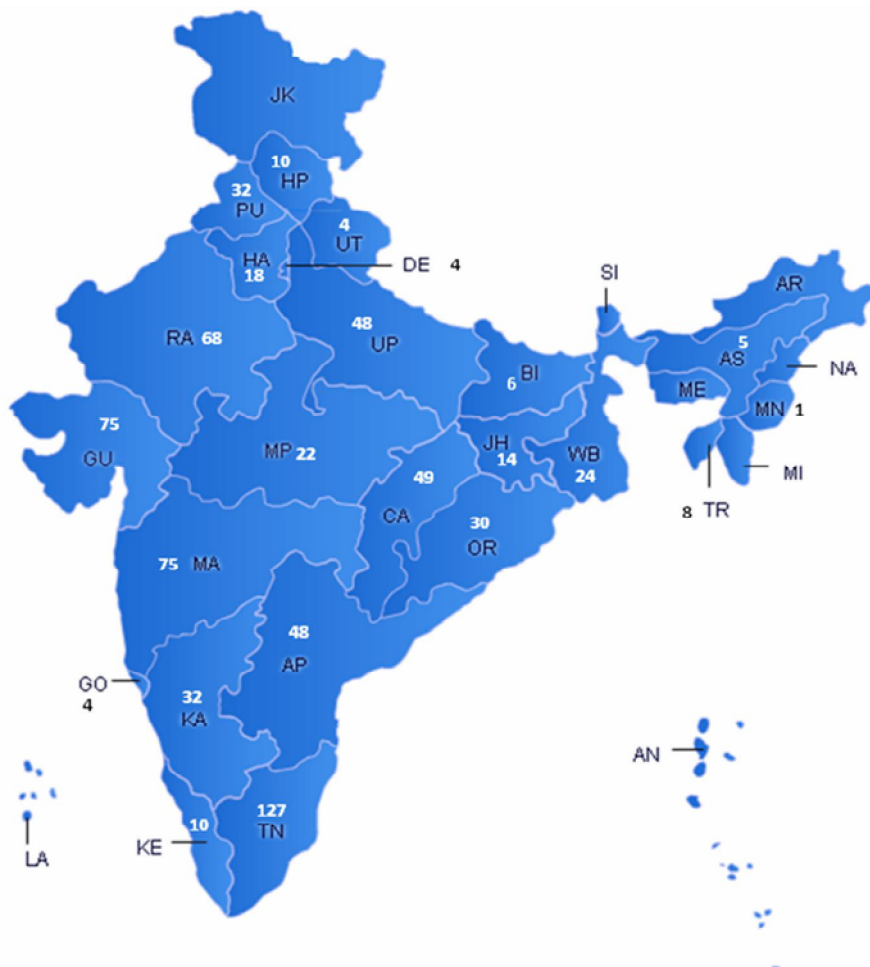 JK
10
HP
32
PU
4
UT
HA
18
DE 4
SI
AR
RA 68
48
UP
5
AS
NA
BI
6
ME
MN 1
75
GU
MP 22
JH
14
WB
24
MI
49
CA
8 TR
30
OR
75 MA
48
AP
GO
4
32
KA
AN
127
TN
10
KE
LA